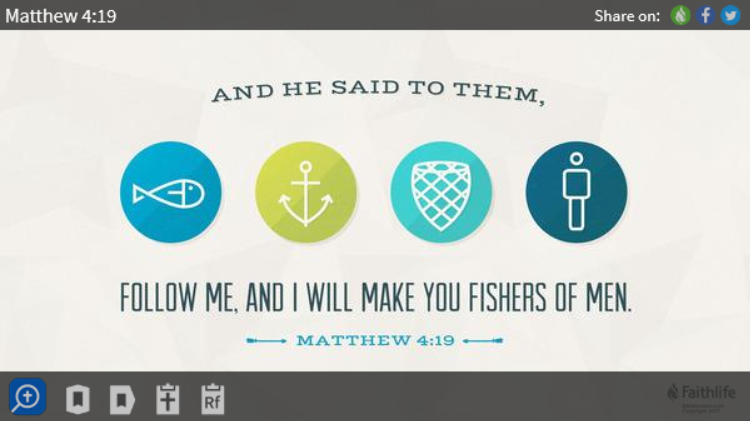 Matthew 4:19
Share on:
AND HE SAID TO THEM,
FOLLOW ME, AND I WILL MAKE YOU FISHERS OF MEN.
MATTHEW 4:19
Rf
Faithlife